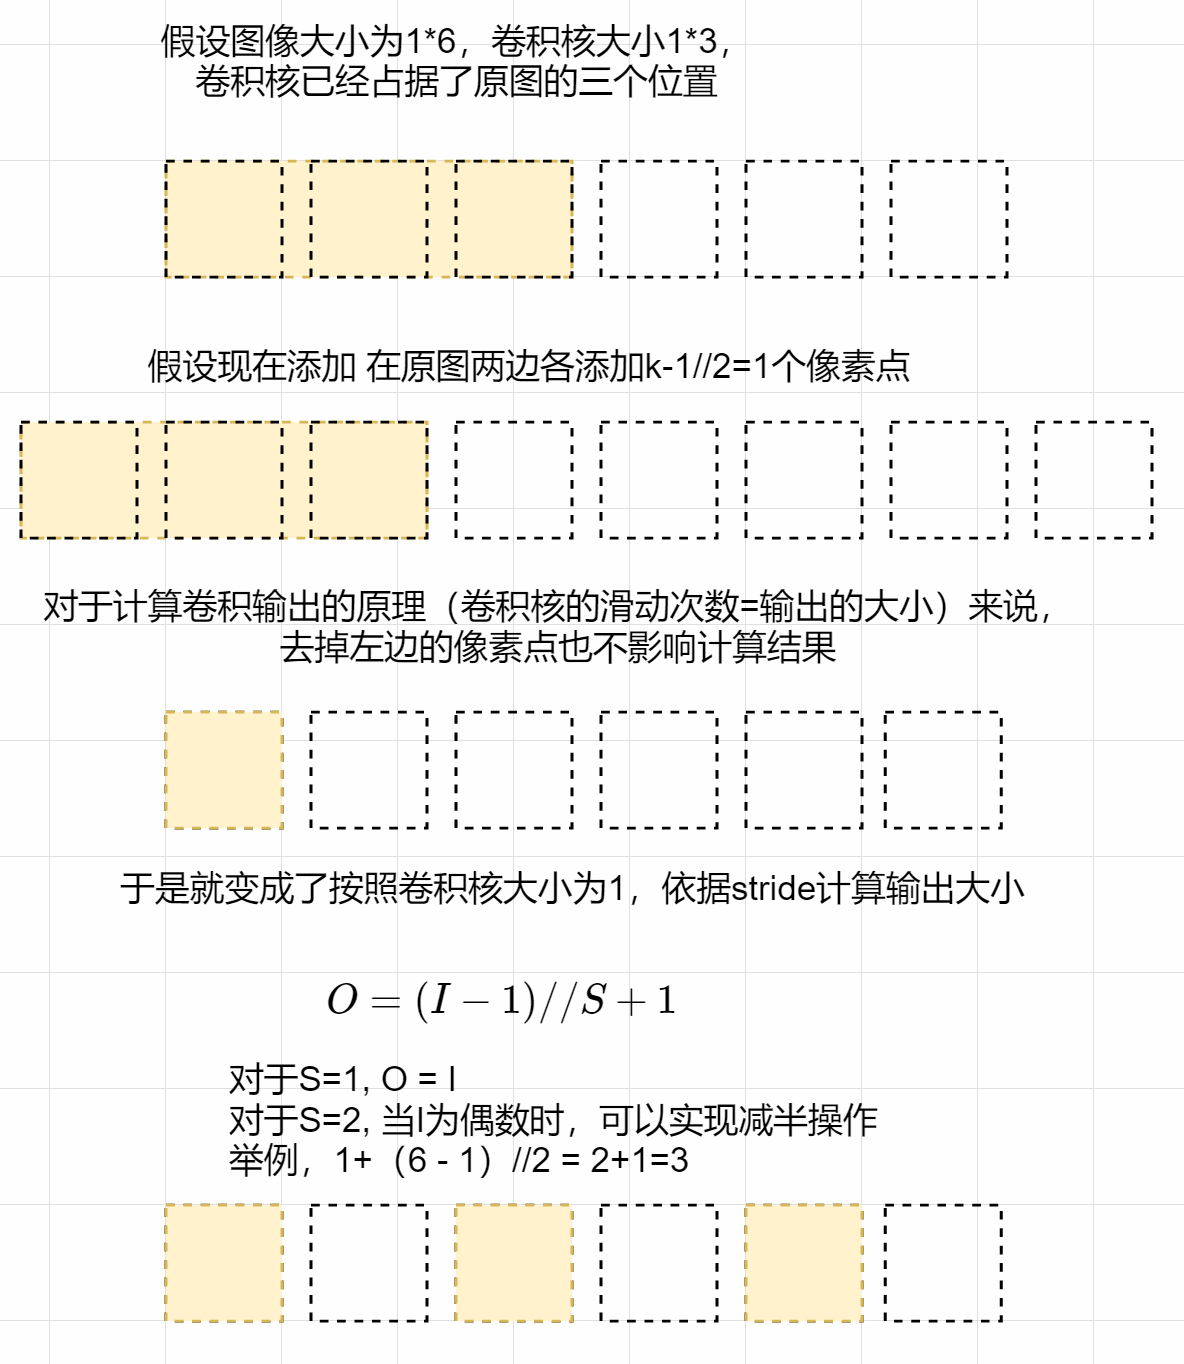 假设图像大小为1*6，卷积核大小1*3，
卷积核已经占据了原图的三个位置
假设现在添加 在原图两边各添加k-1//2=1个像素点
对于计算卷积输出的原理（卷积核的滑动次数=输出的大小）来说，
去掉左边的像素点也不影响计算结果
于是就变成了按照卷积核大小为1，依据stride计算输出大小
O = (I − 1)//S + 1
对于S=1, O = I
对于S=2, 当I为偶数时，可以实现减半操作
举例，1+（6 - 1）//2 = 2+1=3